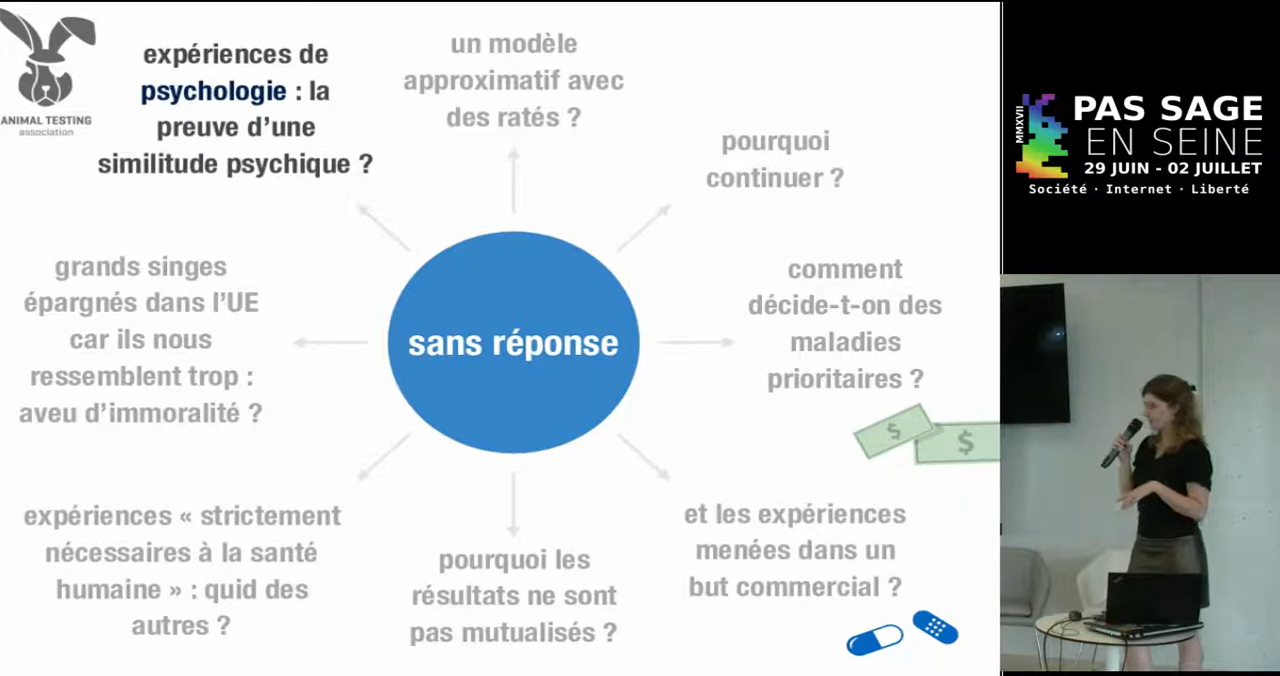 ANIMAL TESTING
association
expériences de
psychologie : la
preuve d’une
similitude psychique ?
un modèle
approximatif avec
des ratés ?
pourquoi
continuer ?
grands singes
épargnés dans l’UE
car ils nous
ressemblent trop :
aveu d’immoralité ?
sans réponse
comment
décide-t-on des
maladies
prioritaires ?
$
$
expériences « strictement
nécessaires à la santé
humaine » : quid des
autres ?
pourquoi les
résultats ne sont
pas mutualisés ?
et les expériences
menées dans un
but commercial ?
MMXVII
PAS SAGE
EN SEINE
29 JUIN - 02 JUILLET
Société · Internet · Liberté